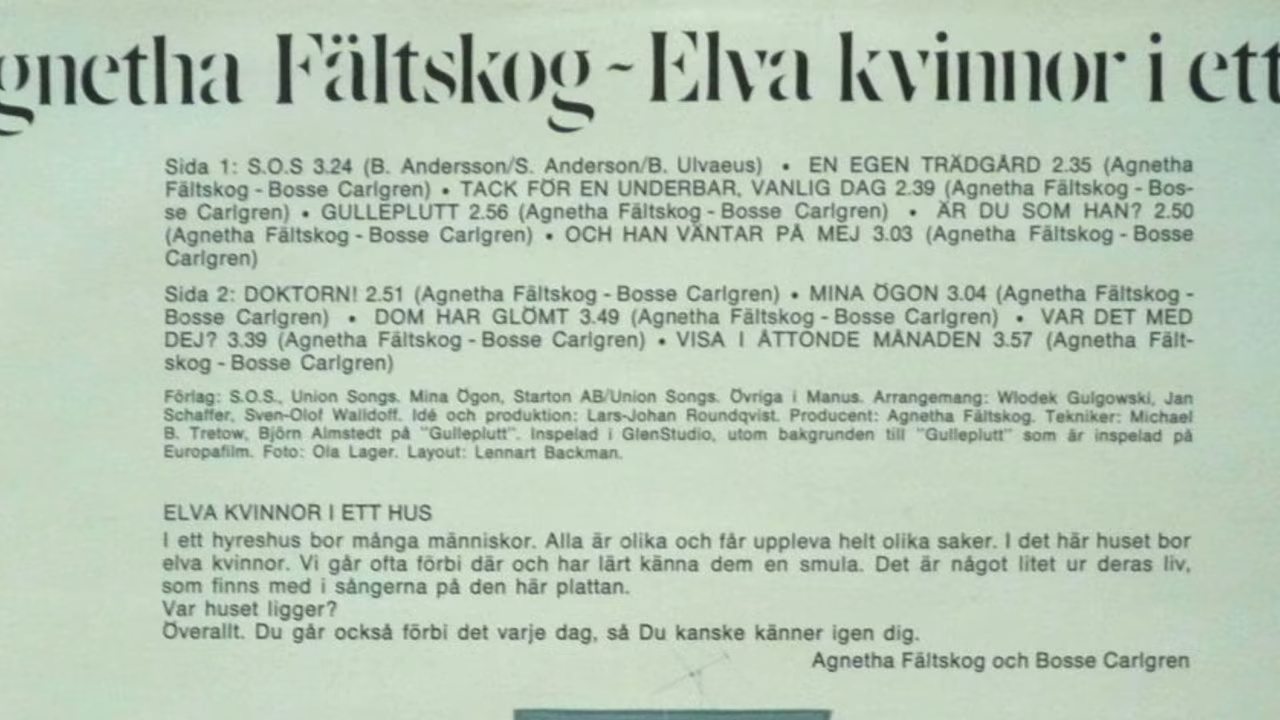 gnetha Fältskog ~ Elva kvinnor i ett
Sida 1: S.O.S 3.24 (B. Andersson/S. Anderson/B. Ulvaeus) • EN EGEN TRÄDGÅRD 2.35 (Agnetha
Fältskog - Bosse Carlgren) • TACK FÖR EN UNDERBAR, VANLIG DAG 2.39 (Agnetha Fältskog - Bos-
se Carlgren) • GULLEPLUTT 2.56 (Agnetha Fältskog - Bosse Carlgren) • ÄR DU SOM HAN? 2.50
(Agnetha Fältskog - Bosse Carlgren) • OCH HAN VÄNTAR PÅ MEJ 3.03 (Agnetha Fältskog - Bosse
Carlgren)
Sida 2: DOKTORN! 2.51 (Agnetha Fältskog - Bosse Carlgren) • MINA ÖGON 3.04 (Agnetha Fältskog -
Bosse Carlgren) • DOM HAR GLÖMT 3.49 (Agnetha Fältskog - Bosse Carlgren) • VAR DET MED
DEJ? 3.39 (Agnetha Fältskog - Bosse Carlgren) • VISA I ÅTTONDE MÅNADEN 3.57 (Agnetha Fält-
skog - Bosse Carlgren)
Förlag: S.O.S., Union Songs. Mina Ögon, Starton AB/Union Songs. Övriga i Manus. Arrangemang: Wlodek Gulgowski, Jan
Schaffer, Sven-Olof Walldoff. Idé och produktion: Lars-Johan Roundqvist. Producent: Agnetha Fältskog. Tekniker: Michael
B. Tretow, Björn Almstedt på "Gulleplutt". Inspelad i GlenStudio, utom bakgrunden till "Gulleplutt" som är inspelad på
Europafilm. Foto: Ola Lager. Layout: Lennart Backman.
ELVA KVINNOR I ETT HUS
I ett hyreshus bor många människor. Alla är olika och får uppleva helt olika saker. I det här huset bor
elva kvinnor. Vi går ofta förbi där och har lärt känna dem en smula. Det är något litet ur deras liv,
som finns med i sångerna på den här plattan.
Var huset ligger?
Överallt. Du går också förbi det varje dag, så Du kanske känner igen dig.
Agnetha Fältskog och Bosse Carlgren